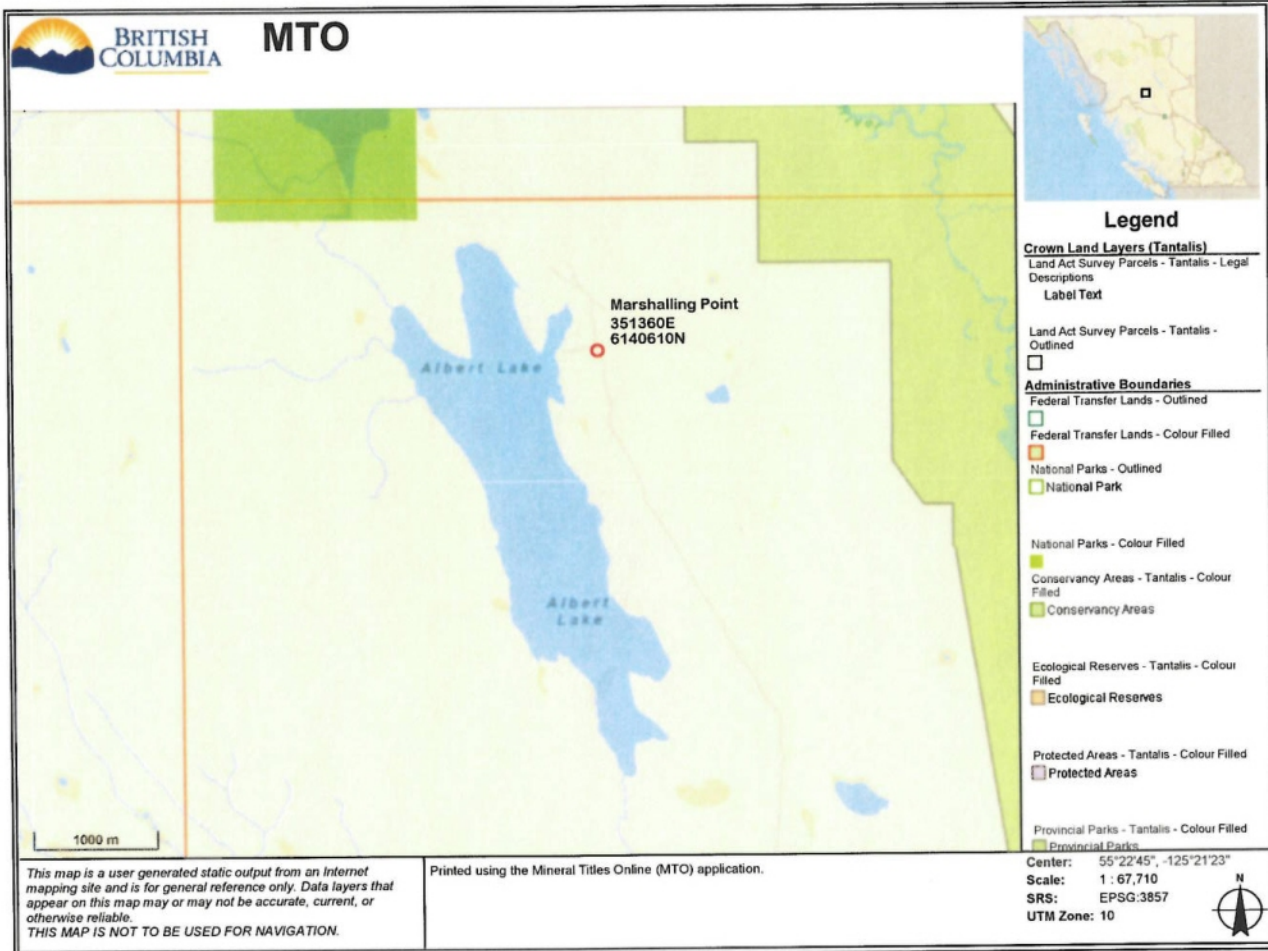 BRITISH
COLUMBIA
MTO
Albert Lake
Marshalling Point
351360E
6140610N
Albert
Lake
1000 m
Legend
Crown Land Layers (Tantalis)
Land Act Survey Parcels - Tantalis - Legal
Descriptions
Label Text
Land Act Survey Parcels - Tantalis -
Outlined
Administrative Boundaries
Federal Transfer Lands - Outlined
Federal Transfer Lands - Colour Filled
National Parks - Outlined
National Park
National Parks - Colour Filled
Conservancy Areas - Tantalis - Colour
Filled
Conservancy Areas
Ecological Reserves - Tantalis - Colour
Filled
Ecological Reserves
Protected Areas - Tantalis - Colour Filled
Protected Areas
Provincial Parks - Tantalis - Colour Filled
Provincial Parks
This map is a user generated static output from an Internet
mapping site and is for general reference only. Data layers that
appear on this map may or may not be accurate, current, or
otherwise reliable.
THIS MAP IS NOT TO BE USED FOR NAVIGATION.
Printed using the Mineral Titles Online (MTO) application.
Center: 55°22'45", -125°21'23"
Scale: 1 : 67,710
SRS: EPSG:3857
UTM Zone: 10
N